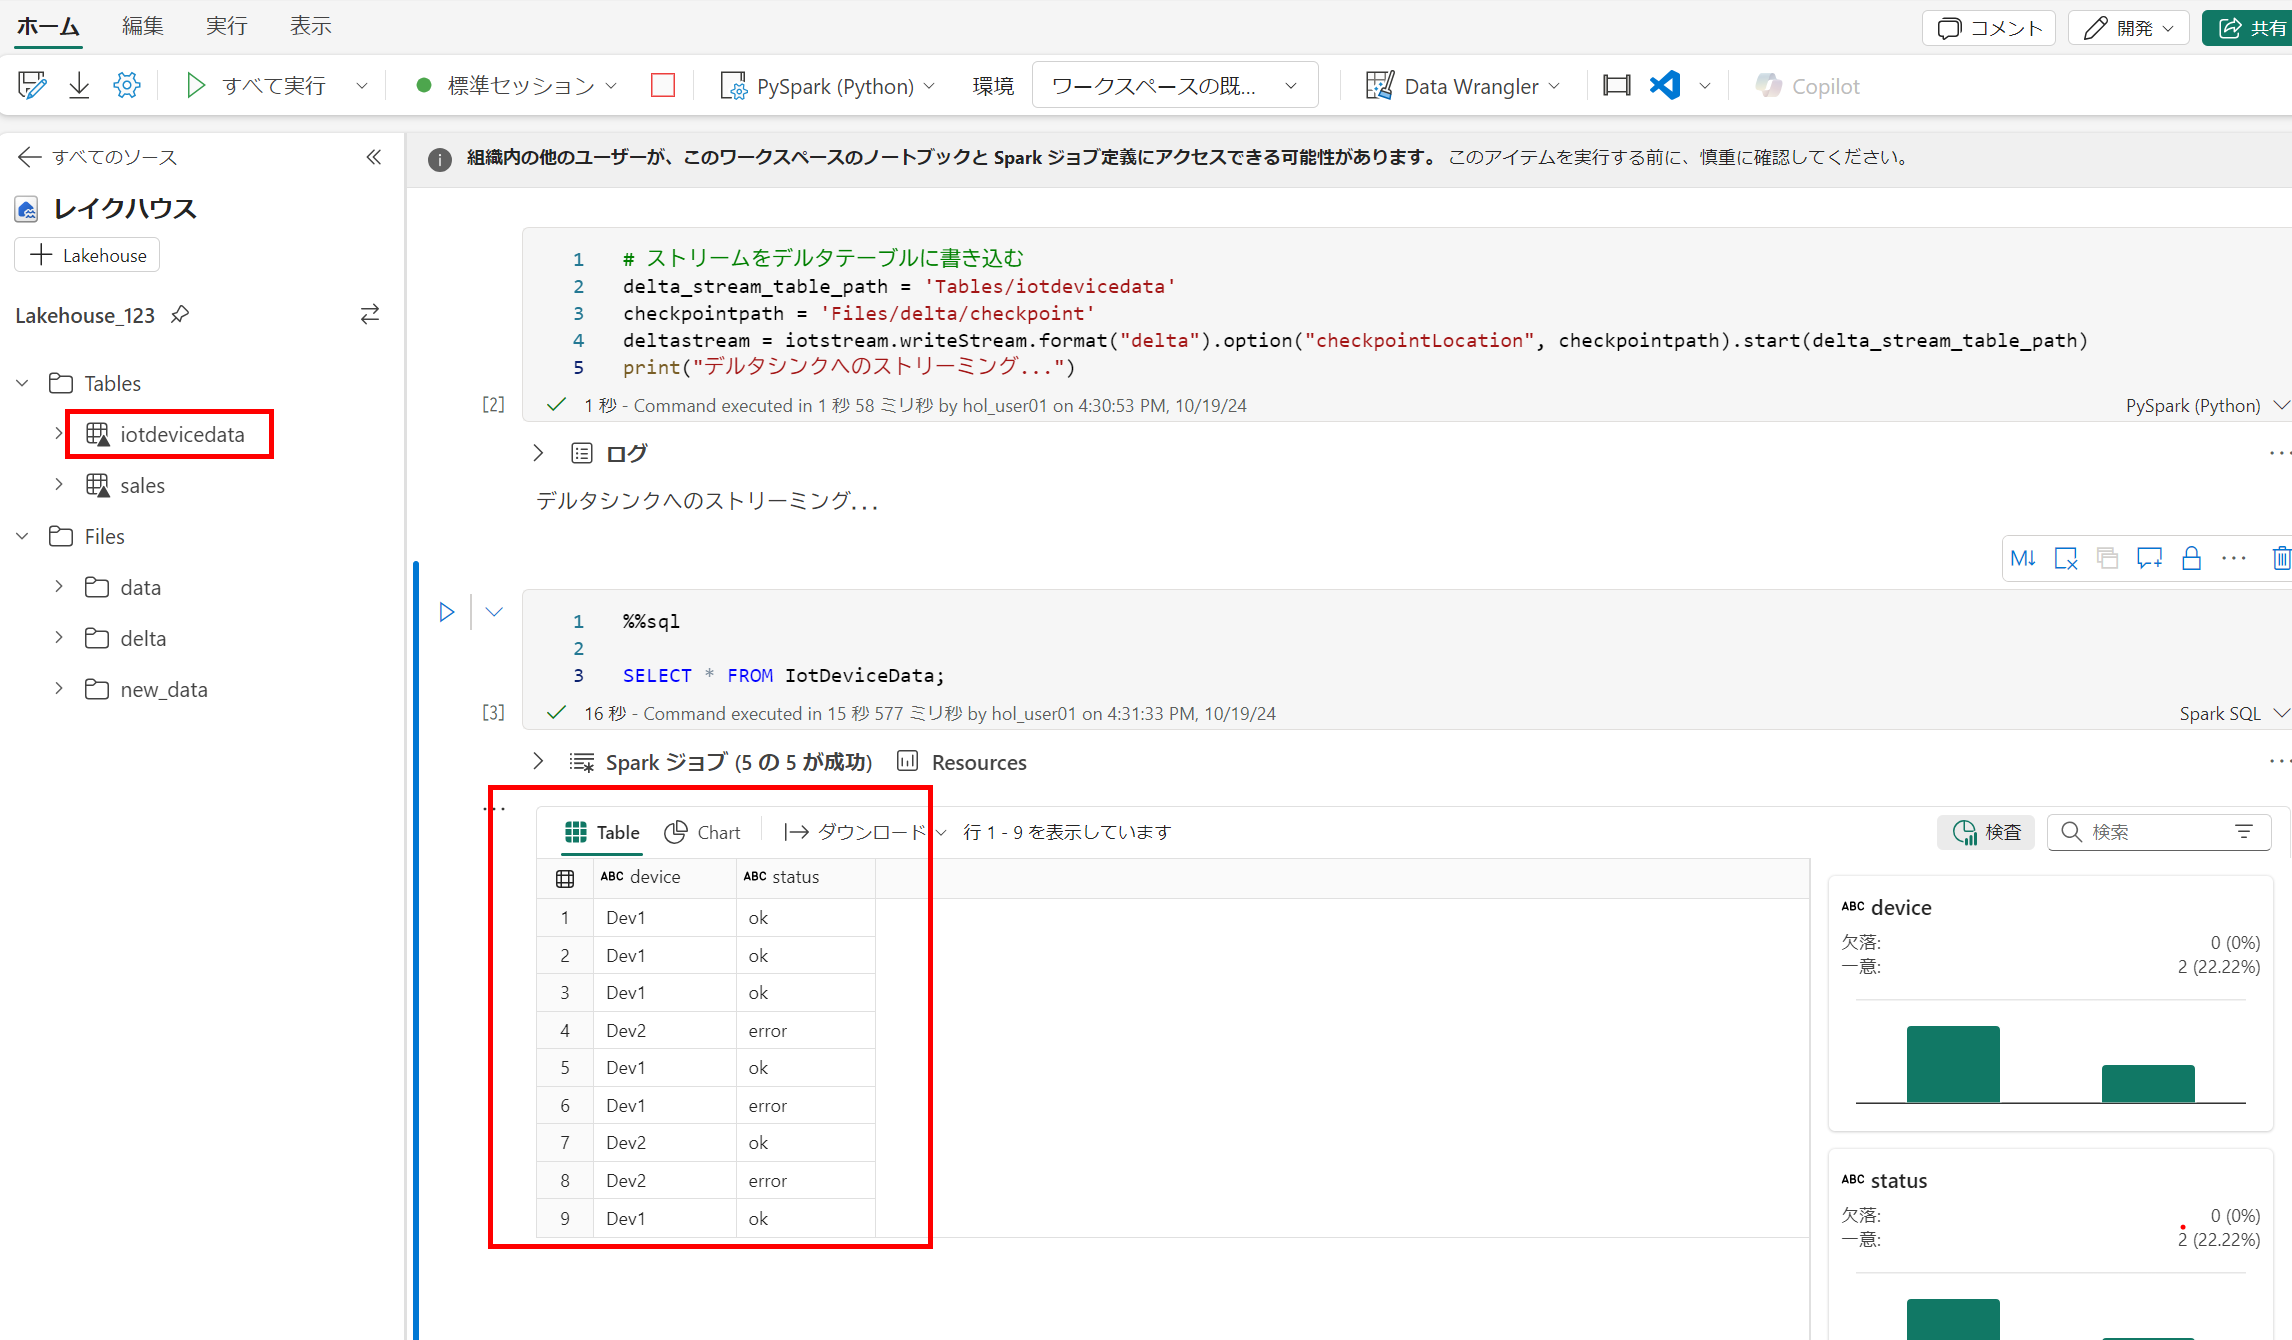 ホーム 編集 実行 表示 コメント 開発 共有
すべて実行 標準セッション PySpark (Python) 環境 ワークスペースの既... Data Wrangler Copilot
すべてのソース
レイクハウス
Lakehouse
Lakehouse_123
Tables
iotdevicedata
sales
Files
data
delta
new_data
組織内の他のユーザーが、このワークスペースのノートブックと Spark ジョブ定義にアクセスできる可能性があります。 このアイテムを実行する前に、慎重に確認してください。
1 # ストリームをデルタテーブルに書き込む
2 delta_stream_table_path = 'Tables/iotdevicedata'
3 checkpointpath = 'Files/delta/checkpoint'
4 deltastream = iotstream.writeStream.format("delta").option("checkpointLocation", checkpointpath).start(delta_stream_table_path)
5 print("デルタシンクへのストリーミング...")
[2] 1 秒 - Command executed in 1 秒 58 ミリ秒 by hol_user01 on 4:30:53 PM, 10/19/24 PySpark (Python)
ログ
デルタシンクへのストリーミング...
M↓
1 %%sql
2
3 SELECT * FROM IotDeviceData;
[3] 16 秒 - Command executed in 15 秒 577 ミリ秒 by hol_user01 on 4:31:33 PM, 10/19/24 Spark SQL
Spark ジョブ (5 の 5 が成功) Resources
Table Chart ダウンロード 行 1 - 9 を表示しています 検査 検索
ABC device ABC status
1 Dev1 ok
2 Dev1 ok
3 Dev1 ok
4 Dev2 error
5 Dev1 ok
6 Dev1 error
7 Dev2 ok
8 Dev2 error
9 Dev1 ok
ABC device
欠落: 0 (0%)
一意: 2 (22.22%)
ABC status
欠落: 0 (0%)
一意: 2 (22.22%)